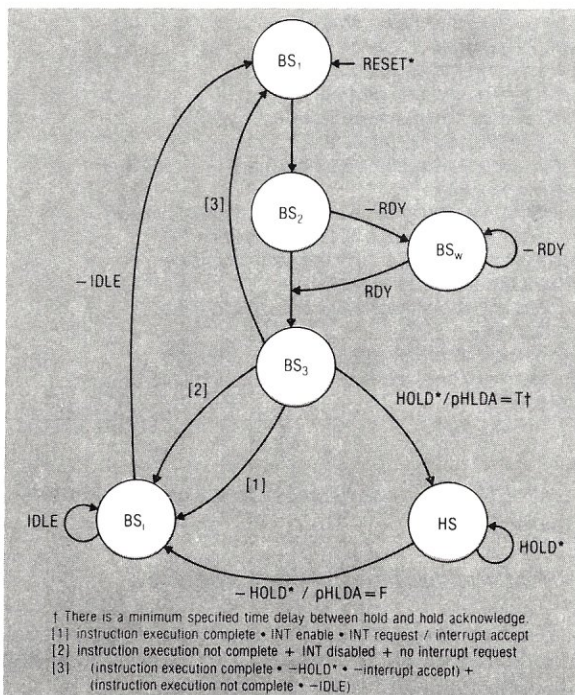 BS₁
RESET*
[3]
– RDY
BS₂
BSw
– RDY
– IDLE
RDY
BS₃
[2]
HOLD*/pHLDA = T†
[1]
IDLE
BSᵢ
HS
HOLD*
– HOLD* / pHLDA = F
† There is a minimum specified time delay between hold and hold acknowledge.
[1] instruction execution complete • INT enable • INT request / interrupt accept
[2] instruction execution not complete + INT disabled + no interrupt request
[3] (instruction execution complete • –HOLD* • –interrupt accept) +
(instruction execution not complete • –IDLE)